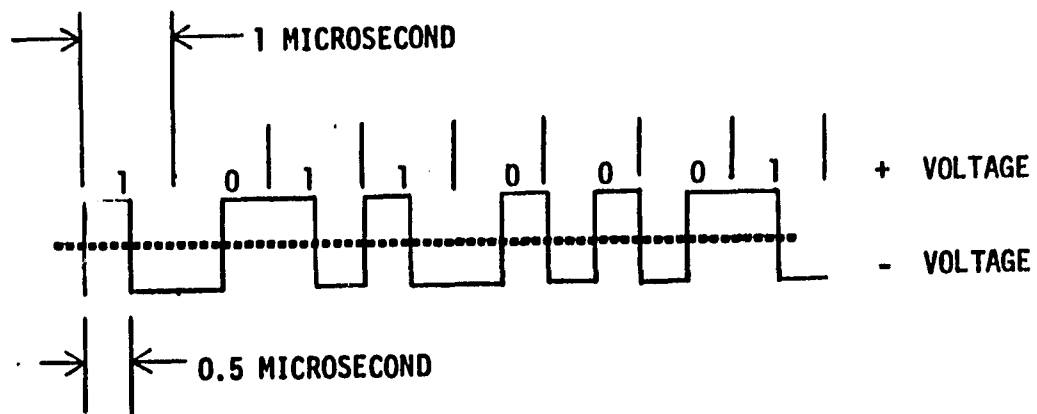 1 MICROSECOND
1 0 1 1 0 0 0 1 + VOLTAGE
- VOLTAGE
0.5 MICROSECOND